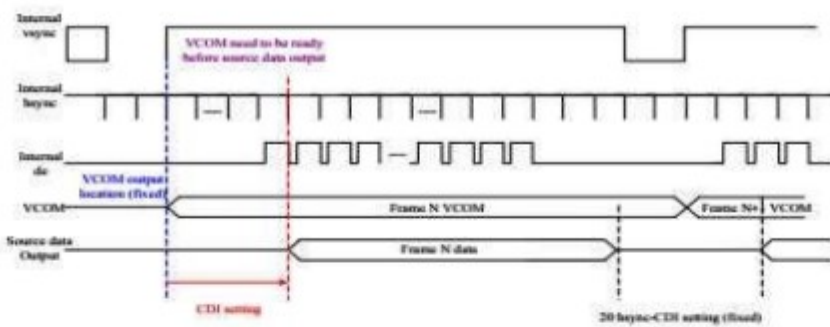 Internal
vsync
VCOM need to be ready
before source data output
Internal
hsync
Internal
de
VCOM output
location (fixed)
VCOM
Frame N VCOM
Frame N+1 VCOM
Source data
Output
Frame N data
CDI setting
20 hsync-CDI setting (fixed)